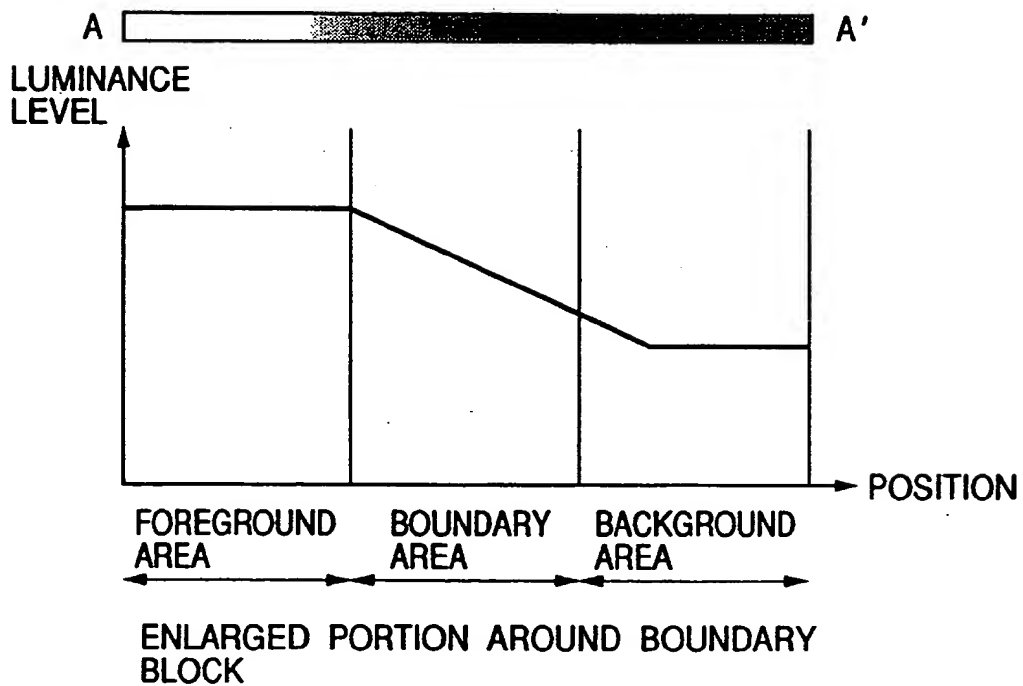 A A'
LUMINANCE
LEVEL
POSITION
FOREGROUND
AREA
BOUNDARY
AREA
BACKGROUND
AREA
ENLARGED PORTION AROUND BOUNDARY
BLOCK